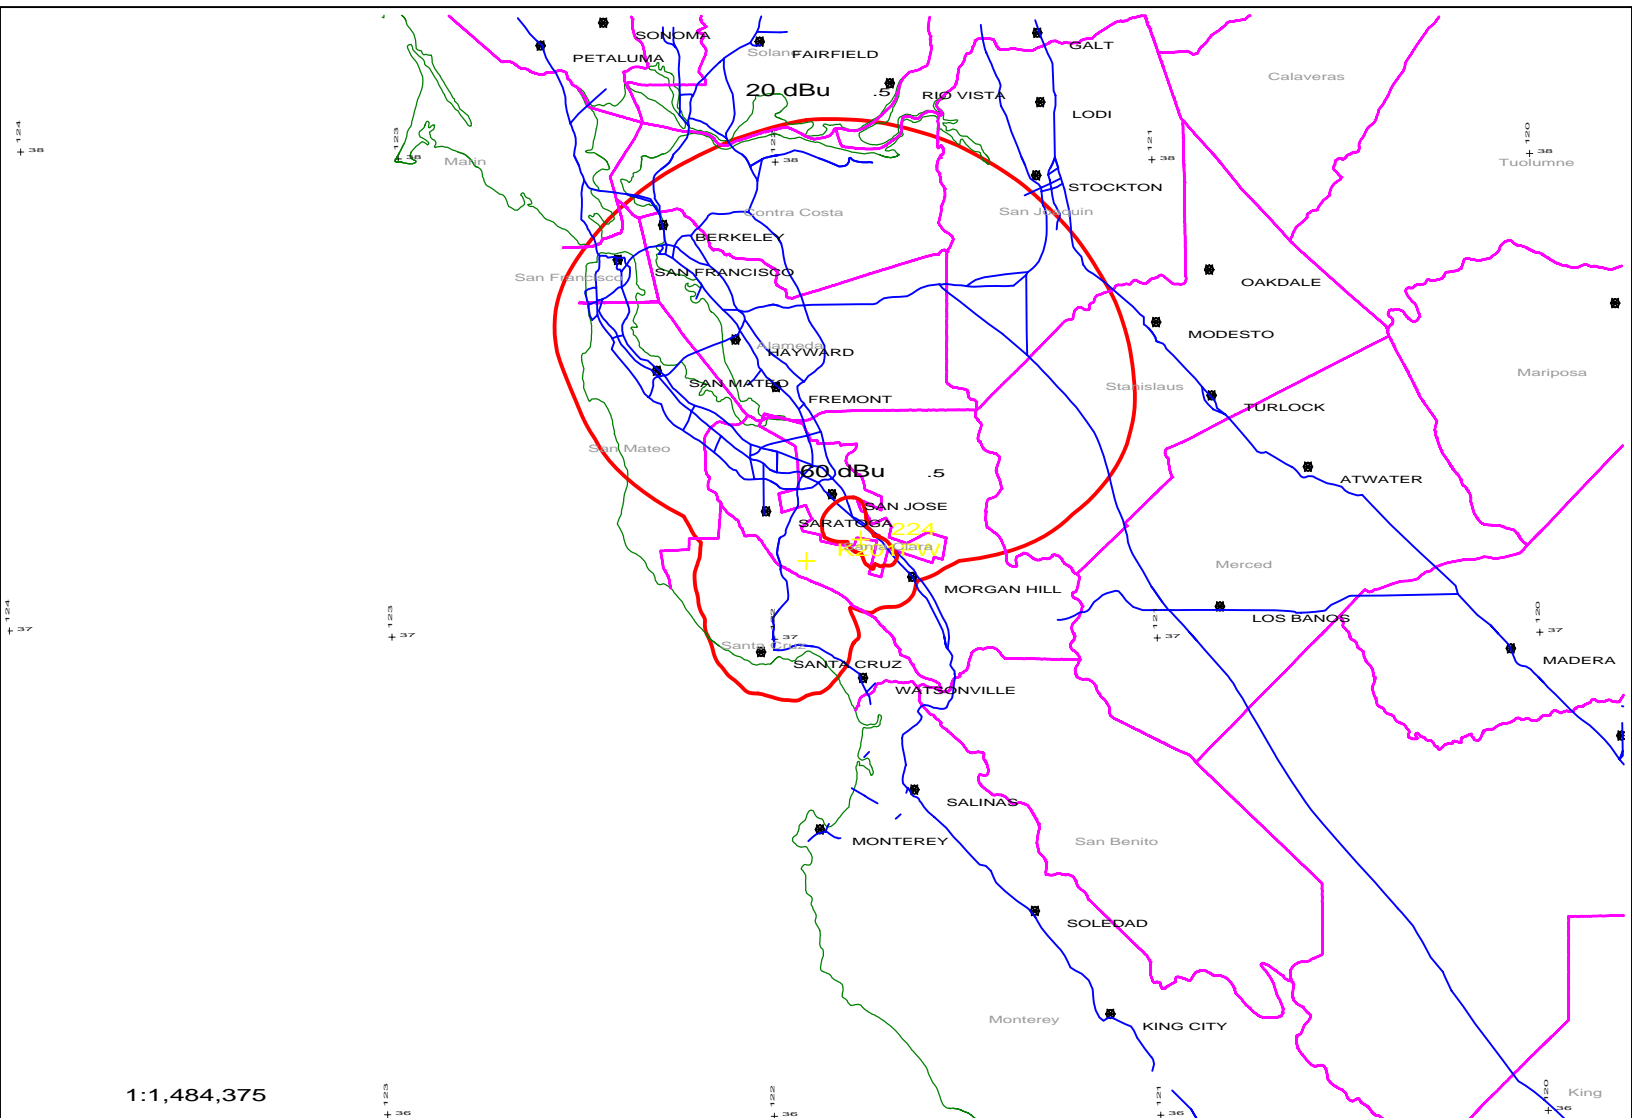 SONOMA
PETALUMA
Solano
FAIRFIELD
GALT
Calaveras
20 dBu .5
RIO VISTA
LODI
124
38
123
38
Marin
38
121
38
120
38
Tuolumne
STOCKTON
Contra Costa
San Joaquin
BERKELEY
San Francisco
SAN FRANCISCO
OAKDALE
MODESTO
Alameda
HAYWARD
SAN MATEO
FREMONT
Stanislaus
TURLOCK
Mariposa
San Mateo
60 dBu .5
ATWATER
SAN JOSE
SARATOGA
224
Santa Clara
MORGAN HILL
Merced
LOS BANOS
124
37
123
37
122
37
121
37
120
37
Santa Cruz
SANTA CRUZ
WATSONVILLE
MADERA
SALINAS
MONTEREY
San Benito
SOLEDAD
Monterey
KING CITY
1:1,484,375
123
36
122
36
121
36
120
36
King